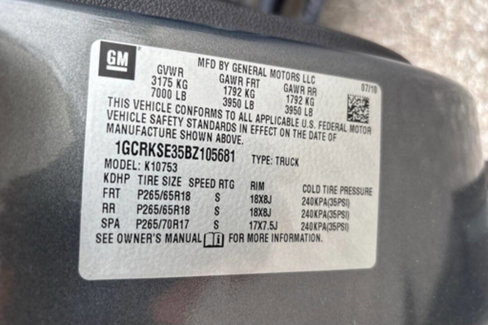 GM
MFD BY GENERAL MOTORS LLC
07/10
GVWR GAWR FRT GAWR RR
3175 KG 1792 KG 1792 KG
7000 LB 3950 LB 3950 LB
THIS VEHICLE CONFORMS TO ALL APPLICABLE U.S. FEDERAL MOTOR
VEHICLE SAFETY STANDARDS IN EFFECT ON THE DATE OF
MANUFACTURE SHOWN ABOVE.
1GCRKSE35BZ105681 TYPE: TRUCK
MODEL: K10753
KDHP TIRE SIZE SPEED RTG RIM COLD TIRE PRESSURE
FRT P265/65R18 S 18X8J 240KPA(35PSI)
RR P265/65R18 S 18X8J 240KPA(35PSI)
SPA P265/70R17 S 17X7.5J 240KPA(35PSI)
SEE OWNER'S MANUAL FOR MORE INFORMATION.